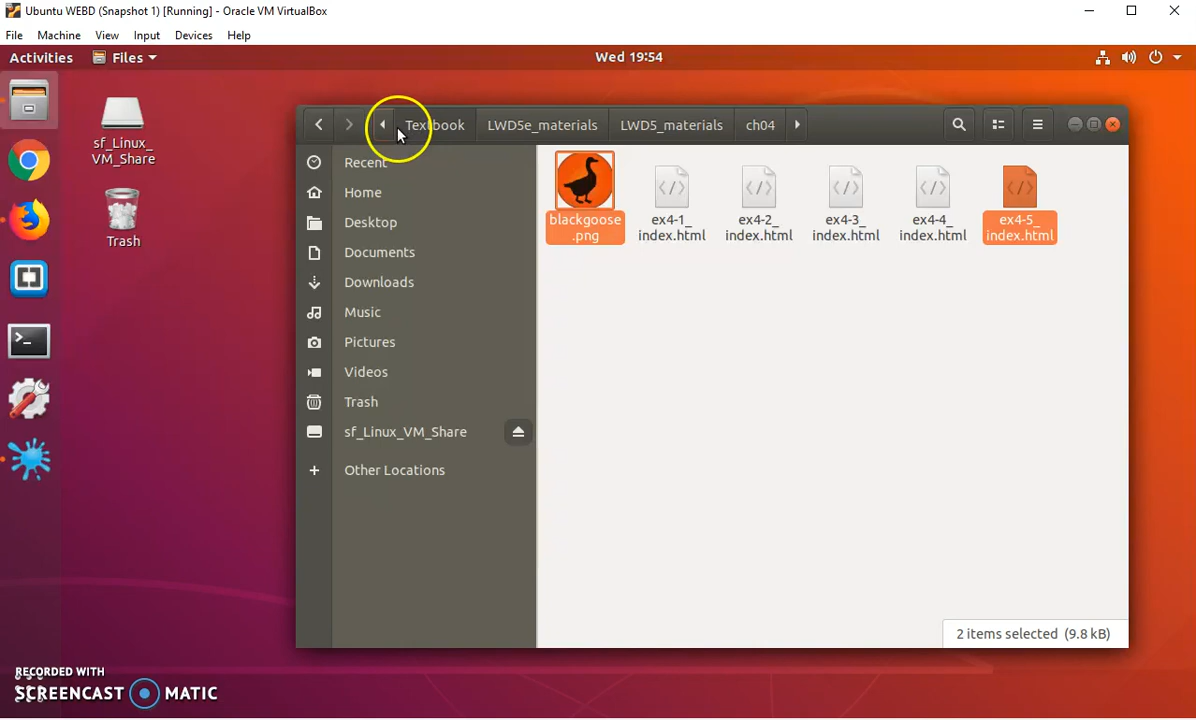 Ubuntu WEBD (Snapshot 1) [Running] - Oracle VM VirtualBox
File Machine View Input Devices Help
Activities Files Wed 19:54
sf_Linux_
VM_Share
Trash
Textbook LWD5e_materials LWD5_materials ch04
Recent
Home
Desktop
Documents
Downloads
Music
Pictures
Videos
Trash
sf_Linux_VM_Share
Other Locations
blackgoose
.png
ex4-1_
index.html
ex4-2_
index.html
ex4-3_
index.html
ex4-4_
index.html
ex4-5_
index.html
2 items selected (9.8 kB)
RECORDED WITH
SCREENCAST MATIC